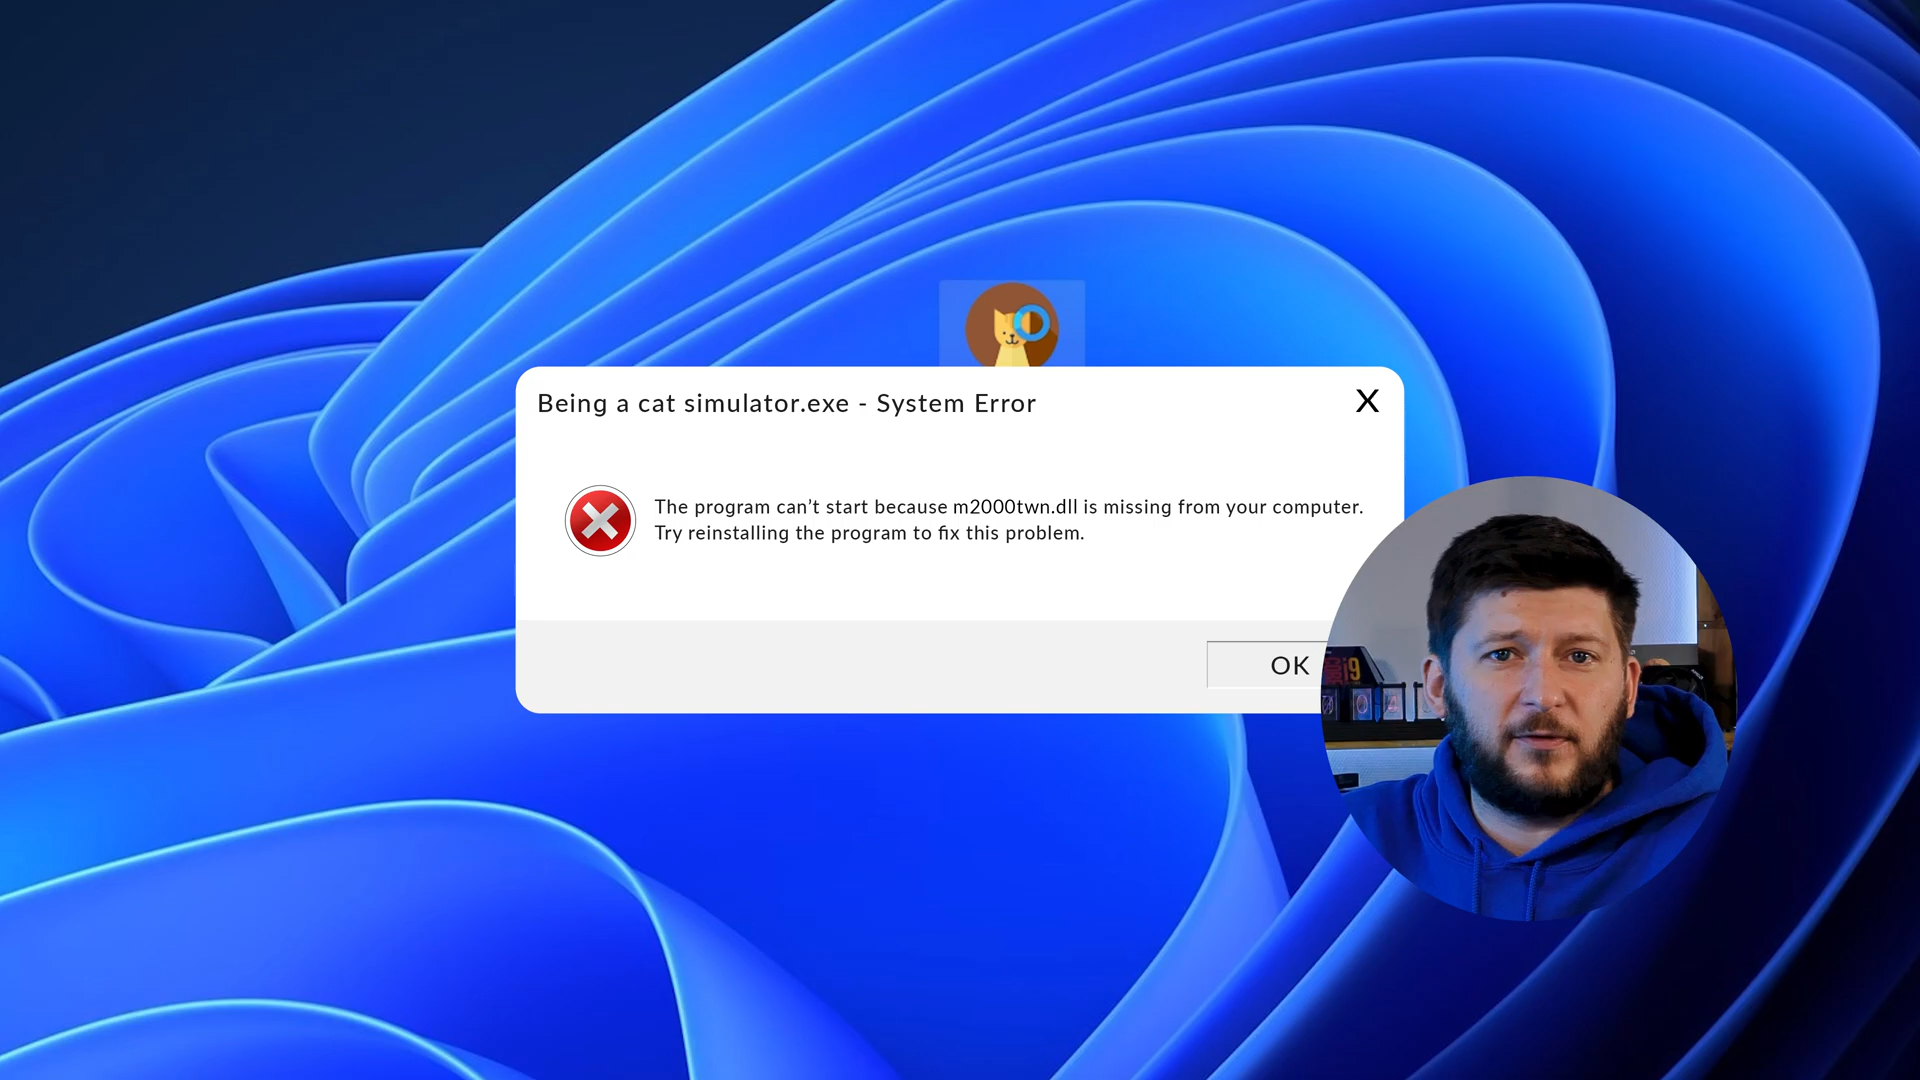 Being a cat simulator.exe - System Error
X
The program can’t start because m2000twn.dll is missing from your computer.
Try reinstalling the program to fix this problem.
OK
i9